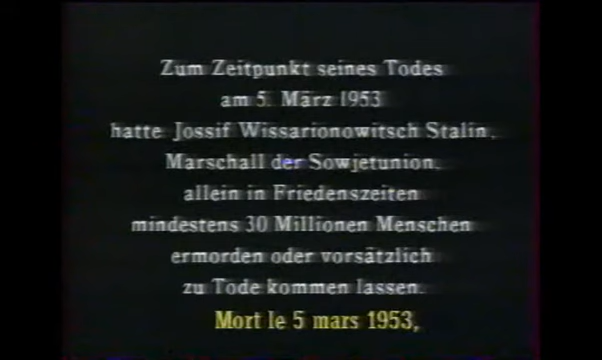 Zum Zeitpunkt seines Todes
am 5. März 1953
hatte Jossif Wissarionowitsch Stalin,
Marschall der Sowjetunion,
allein in Friedenszeiten
mindestens 30 Millionen Menschen
ermorden oder vorsätzlich
zu Tode kommen lassen.
Mort le 5 mars 1953,